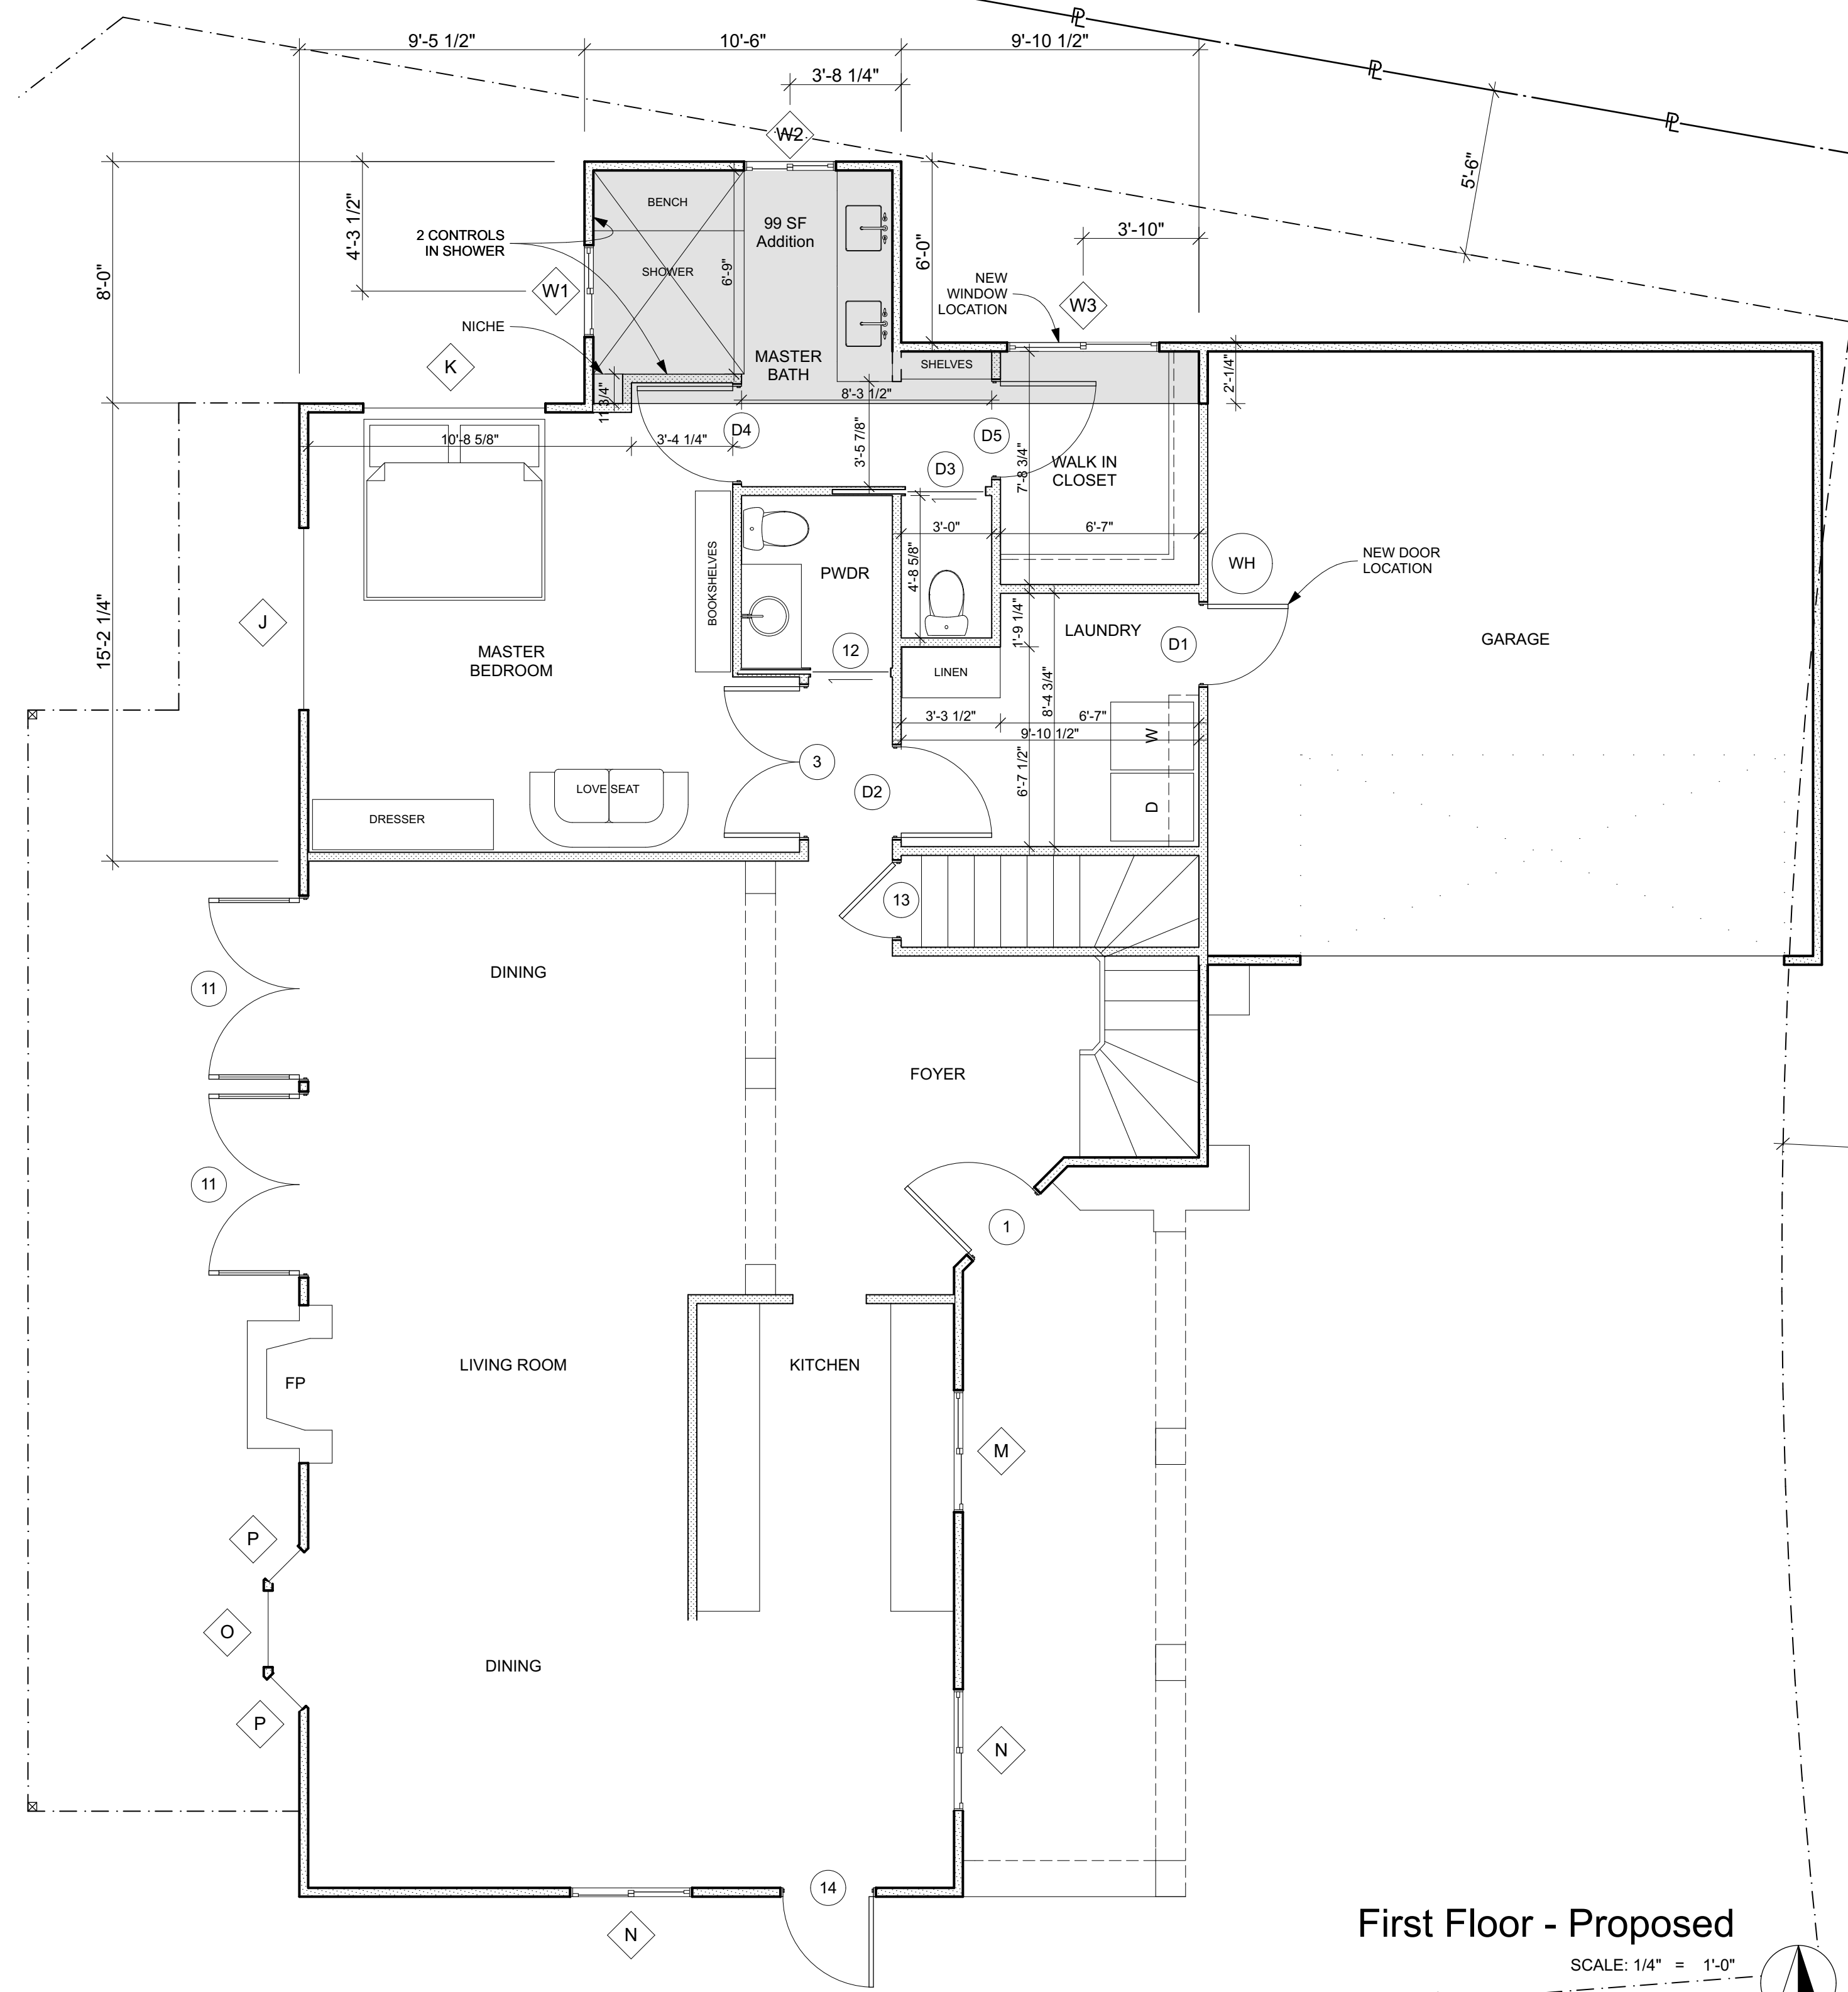 PL
9'-5 1/2"
10'-6"
9'-10 1/2"
PL
3'-8 1/4"
PL
W2
5'-6"
4'-3 1/2"
BENCH
99 SF
Addition
2 CONTROLS
IN SHOWER
6'-0"
3'-10"
8'-0"
SHOWER
6'-9"
NEW
WINDOW
LOCATION
W1
W3
NICHE
MASTER
BATH
SHELVES
K
2'-1/4"
11 3/4"
8'-3 1/2"
D4
D5
10'-8 5/8"
3'-4 1/4"
3'-5 7/8"
D3
7'-8 3/4"
WALK IN
CLOSET
3'-0"
6'-7"
NEW DOOR
LOCATION
WH
BOOKSHELVES
PWDR
4'-8 5/8"
J
15'-2 1/4"
1'-9 1/4"
LAUNDRY
D1
GARAGE
MASTER
BEDROOM
12
LINEN
8'-4 3/4"
3'-3 1/2"
6'-7"
9'-10 1/2"
W
3
6'-7 1/2"
D2
LOVE SEAT
D
DRESSER
13
DINING
11
FOYER
11
1
LIVING ROOM
KITCHEN
FP
M
P
O
DINING
P
N
14
N
First Floor - Proposed
SCALE: 1/4" = 1'-0"